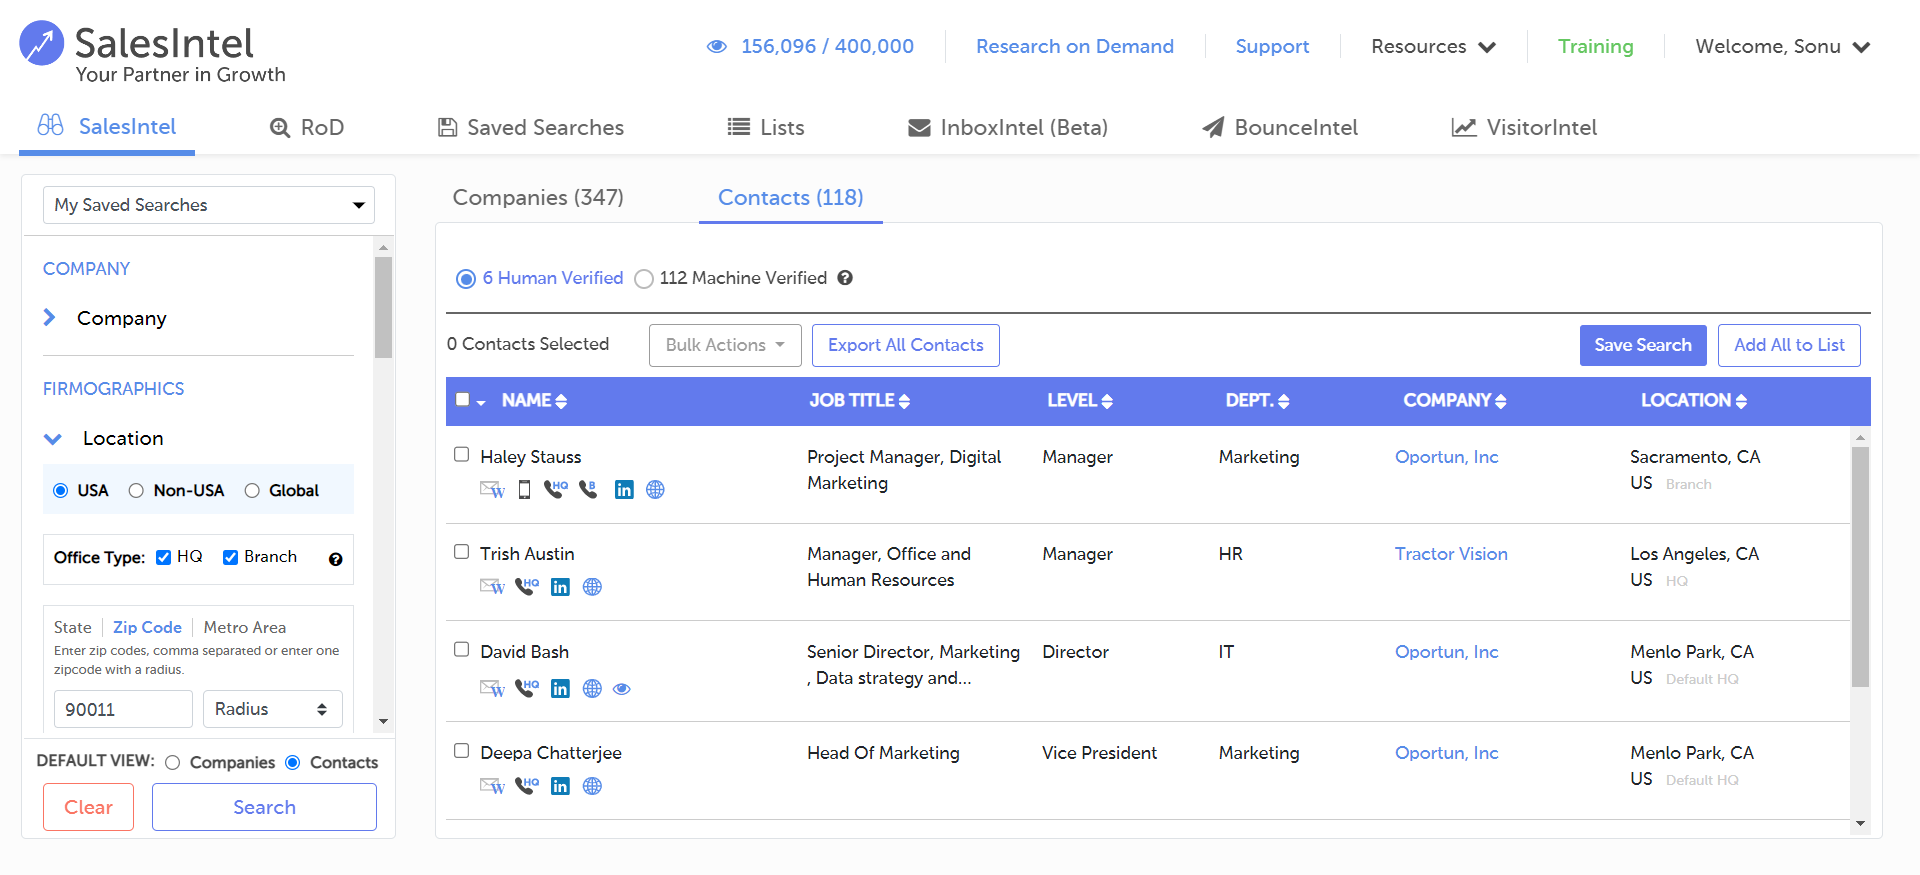 SalesIntel
Your Partner in Growth
156,096 / 400,000
Research on Demand
Support
Resources
Training
Welcome, Sonu
SalesIntel
RoD
Saved Searches
Lists
InboxIntel (Beta)
BounceIntel
VisitorIntel
My Saved Searches
COMPANY
Company
FIRMOGRAPHICS
Location
USA Non-USA Global
Office Type: HQ Branch
State Zip Code Metro Area
Enter zip codes, comma separated or enter one
zipcode with a radius.
90011 Radius
DEFAULT VIEW: Companies Contacts
Clear Search
Companies (347) Contacts (118)
6 Human Verified 112 Machine Verified
0 Contacts Selected Bulk Actions Export All Contacts Save Search Add All to List
NAME JOB TITLE LEVEL DEPT. COMPANY LOCATION
Haley Stauss Project Manager, Digital Manager Marketing Oportun, Inc Sacramento, CA
Marketing US Branch
W HQ B in
Trish Austin Manager, Office and Manager HR Tractor Vision Los Angeles, CA
Human Resources US HQ
W HQ in
David Bash Senior Director, Marketing Director IT Oportun, Inc Menlo Park, CA
, Data strategy and... US Default HQ
W HQ in
Deepa Chatterjee Head Of Marketing Vice President Marketing Oportun, Inc Menlo Park, CA
US Default HQ
W HQ in